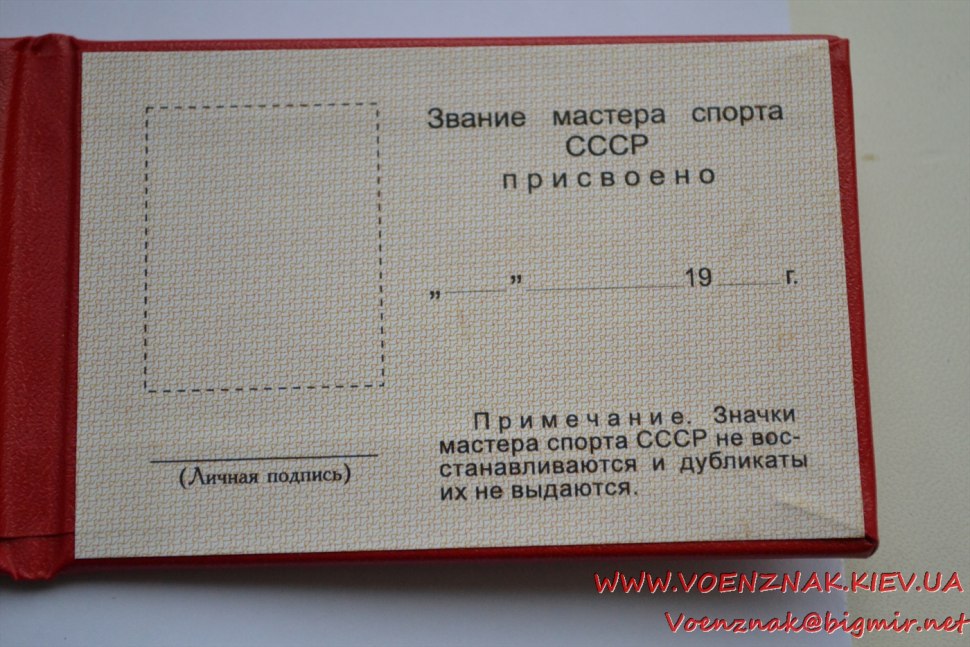 Звание мастера спорта
СССР
присвоено
„ ” 19 г.
(Личная подпись)
Примечание. Значки
мастера спорта СССР не вос-
станавливаются и дубликаты
их не выдаются.
WWW.VOENZNAK.KIEV.UA
Voenznak@bigmir.net